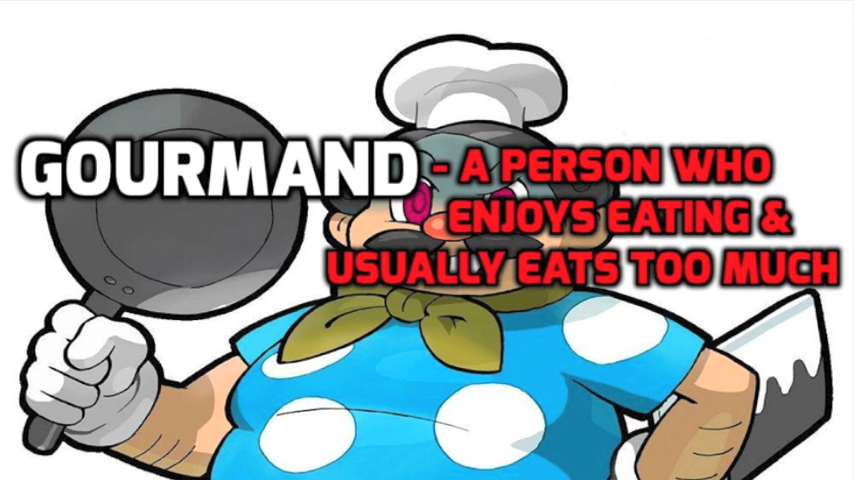 GOURMAND - A PERSON WHO
ENJOYS EATING &
USUALLY EATS TOO MUCH